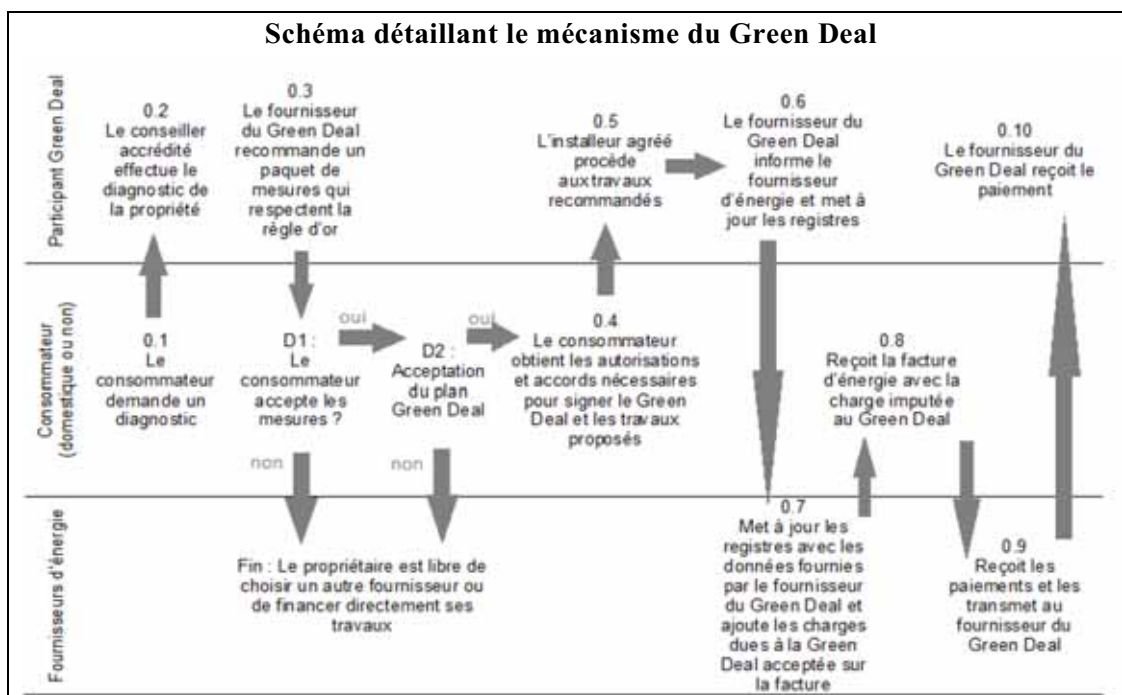 Schéma détaillant le mécanisme du Green Deal
Participant Green Deal
0.2
Le conseiller
accrédité
effectue le
diagnostic de
la propriété
0.3
Le fournisseur
du Green Deal
recommande un
paquet de
mesures qui
respectent la
règle d'or
0.5
L'installeur agréé
procède
aux travaux
recommandés
0.6
Le fournisseur du
Green Deal
informe le
fournisseur
d'énergie et met à
jour les registres
0.10
Le fournisseur du
Green Deal reçoit le
paiement
Consommateur
(domestique ou non)
0.1
Le
consommateur
demande un
diagnostic
D1 :
Le
consommateur
accepte les
mesures ?
oui
non
D2 :
Acceptation
du plan
Green Deal
oui
non
0.4
Le consommateur
obtient les autorisations
et accords nécessaires
pour signer le Green
Deal et les travaux
proposés
0.8
Reçoit la facture
d'énergie avec la
charge imputée
au Green Deal
Fournisseurs d'énergie
Fin : Le propriétaire est libre de
choisir un autre fournisseur ou
de financer directement ses
travaux
0.7
Met à jour les
registres avec les
données fournies
par le fournisseur
du Green Deal et
ajoute les charges
dues à la Green
Deal acceptée sur
la facture
0.9
Reçoit les
paiements et les
transmet au
fournisseur du
Green Deal